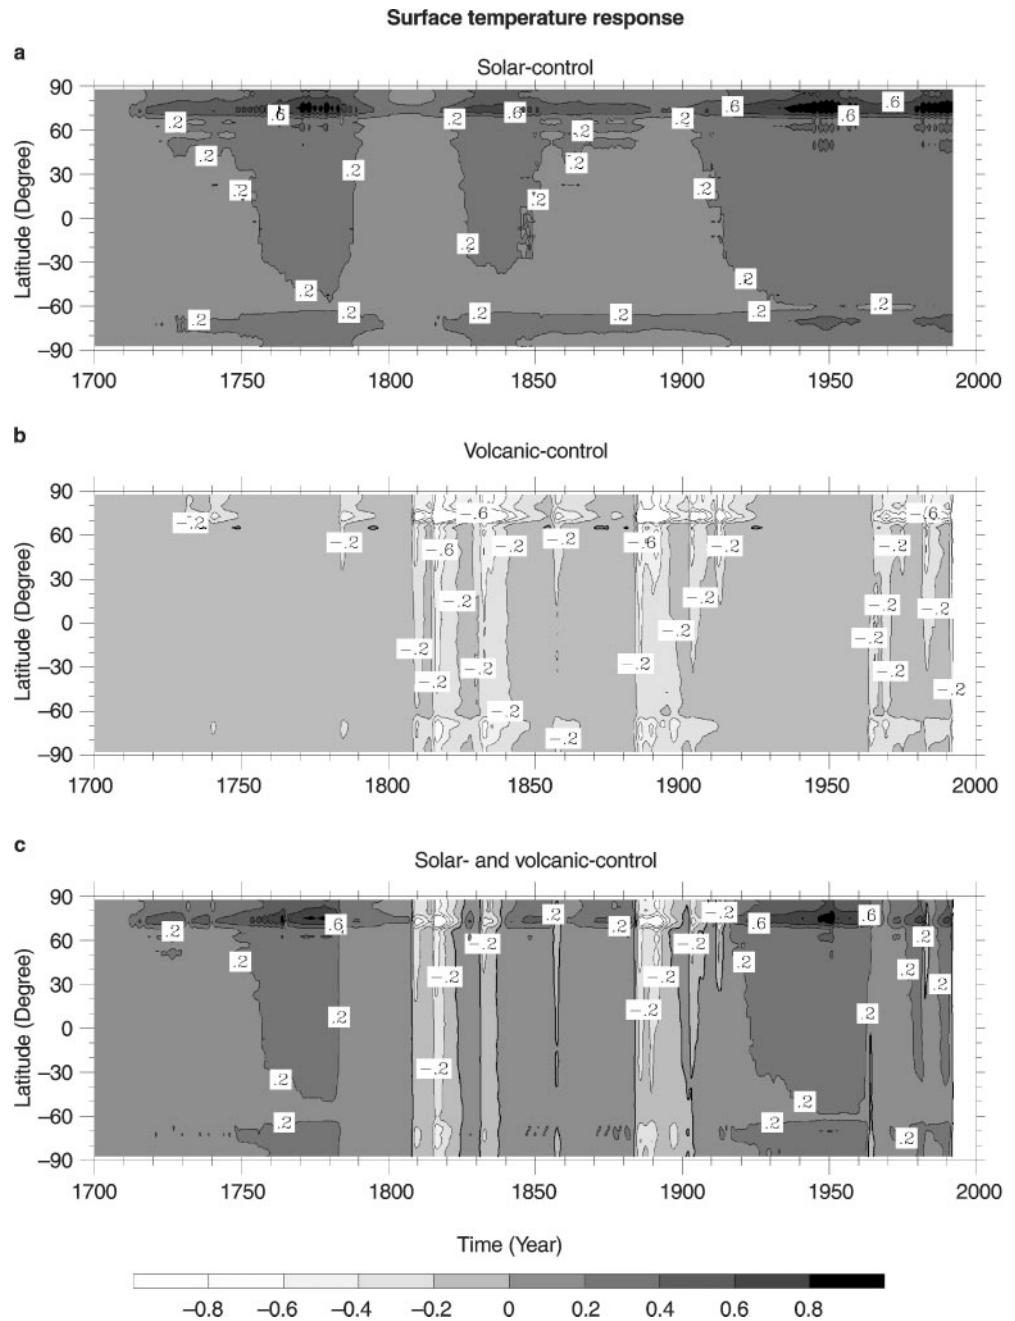 Surface temperature response
a
Solar-control
90
60
30
0
−30
−60
−90
Latitude (Degree)
.2 .6 .2 .6 .2 .6 .6 .6
.2 .2 .2 .2 .2 .2 .2
.2 .2 .2 .2 .2
.2 .2 .2 .2 .2 .2
1700 1750 1800 1850 1900 1950 2000
b
Volcanic-control
90
60
30
0
−30
−60
−90
Latitude (Degree)
−.2 −.6 −.6
−.2 −.6 −.2 −.2 −.6 −.2 −.2
−.2 −.2 −.2 −.2
−.2 −.2 −.2 −.2
−.2 −.2 −.2 −.2
−.2 −.2
1700 1750 1800 1850 1900 1950 2000
c
Solar- and volcanic-control
90
60
30
0
−30
−60
−90
Latitude (Degree)
.2 .6 .2 .2 −.2 .6 .6
.2 −.2 −.2 .2 .2
−.2 −.2 .2 .2
.2 −.2 .2
.2 −.2 .2
.2 .2 .2
1700 1750 1800 1850 1900 1950 2000
Time (Year)
−0.8 −0.6 −0.4 −0.2 0 0.2 0.4 0.6 0.8